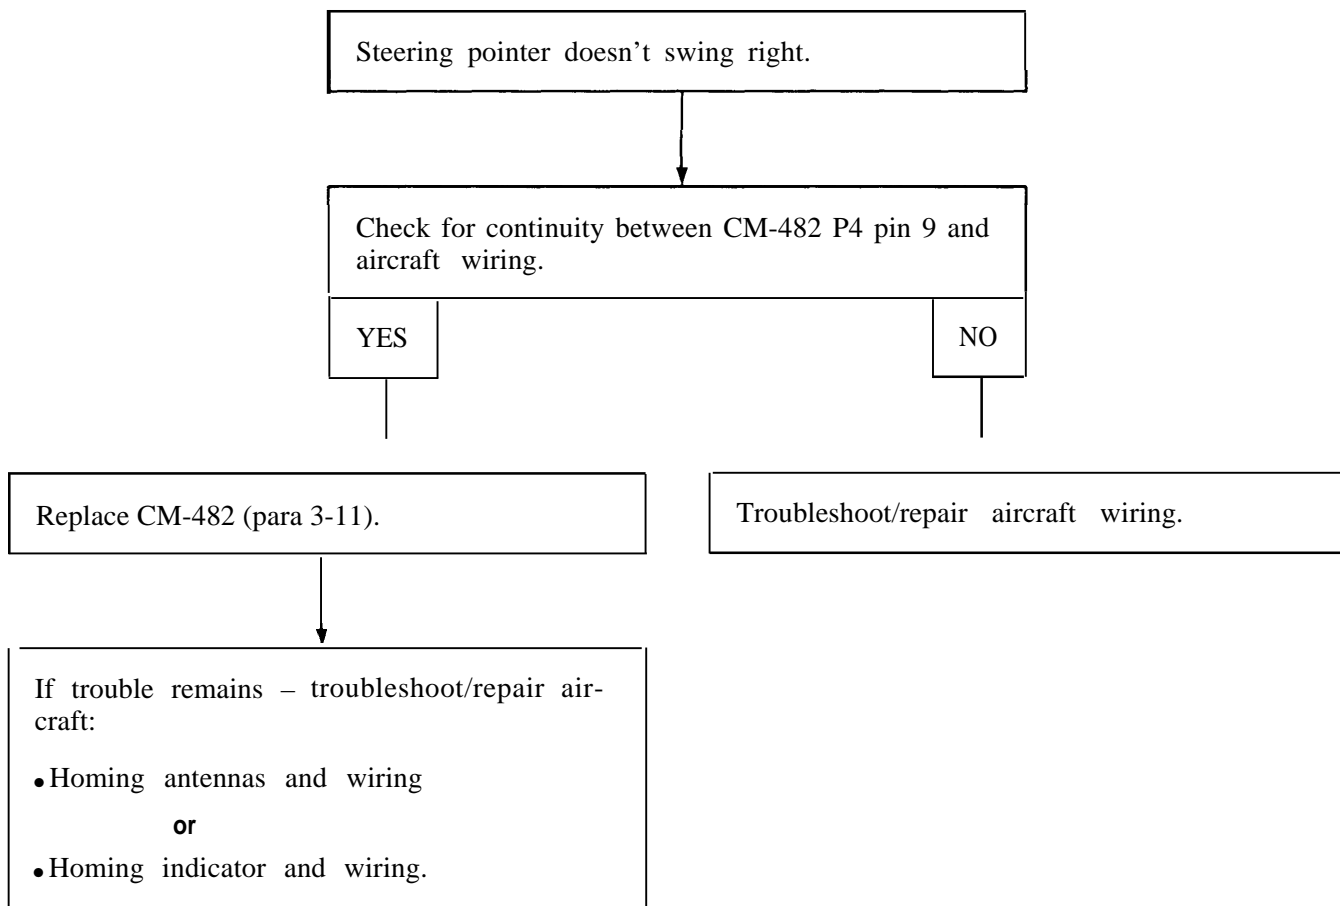 Steering pointer doesn’t swing right.
Check for continuity between CM-482 P4 pin 9 and
aircraft wiring.
YES
NO
Replace CM-482 (para 3-11).
Troubleshoot/repair aircraft wiring.
If trouble remains – troubleshoot/repair air-
craft:
• Homing antennas and wiring
or
• Homing indicator and wiring.